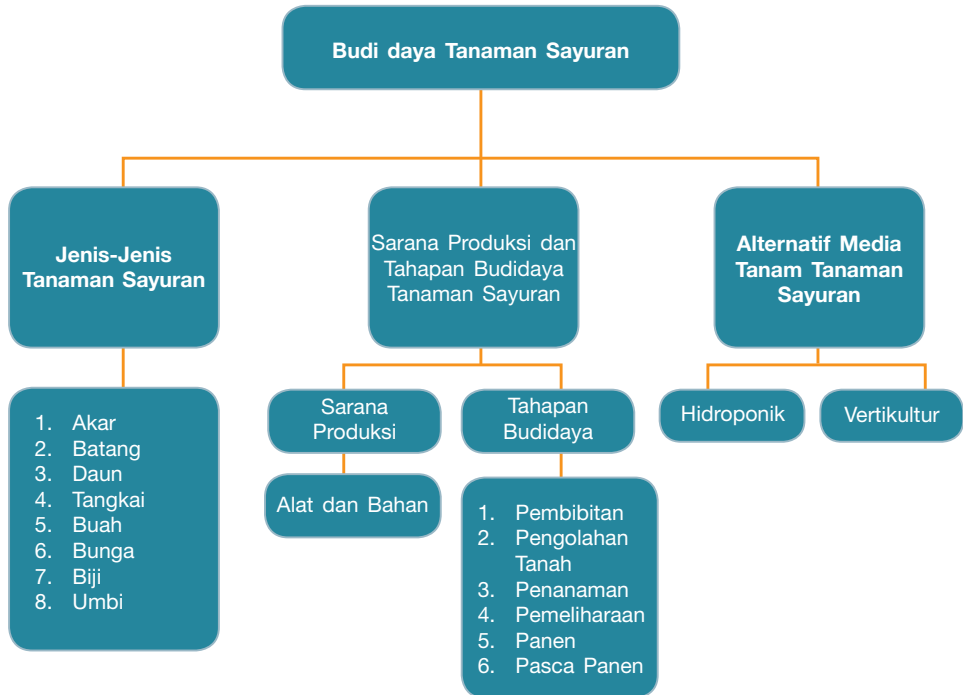 Budi daya Tanaman Sayuran
Jenis-Jenis
Tanaman Sayuran
Sarana Produksi dan
Tahapan Budidaya
Tanaman Sayuran
Alternatif Media
Tanam Tanaman
Sayuran
1. Akar
2. Batang
3. Daun
4. Tangkai
5. Buah
6. Bunga
7. Biji
8. Umbi
Sarana
Produksi
Alat dan Bahan
Tahapan
Budidaya
1. Pembibitan
2. Pengolahan
Tanah
3. Penanaman
4. Pemeliharaan
5. Panen
6. Pasca Panen
Hidroponik
Vertikultur